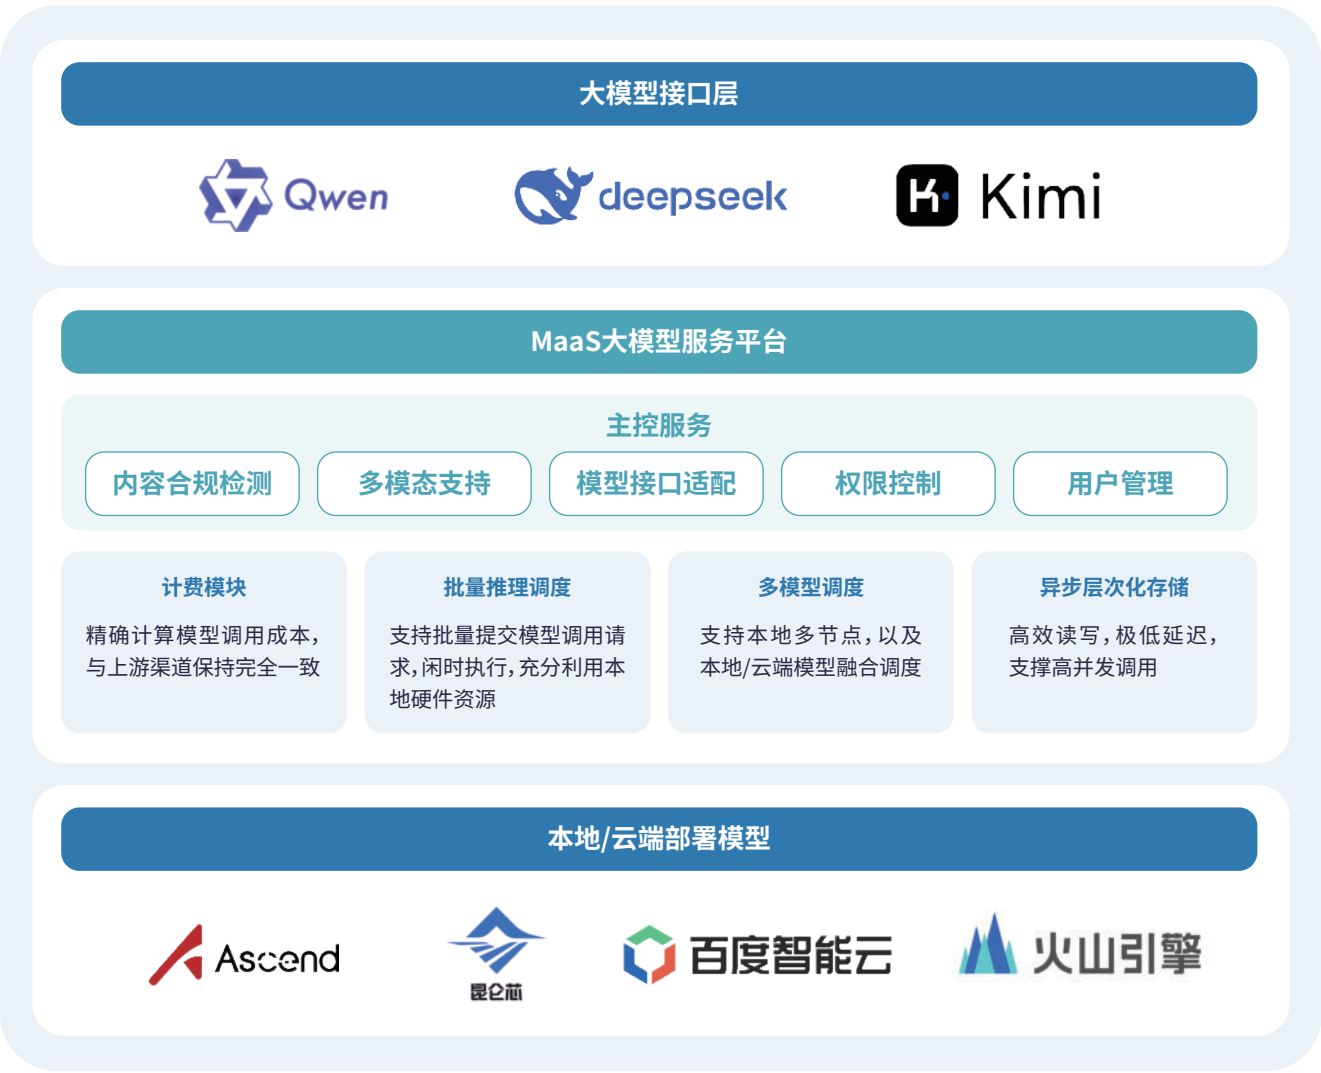 大模型接口层
Qwen
deepseek
Kimi
MaaS大模型服务平台
主控服务
内容合规检测
多模态支持
模型接口适配
权限控制
用户管理
计费模块
精确计算模型调用成本，
与上游渠道保持完全一致
批量推理调度
支持批量提交模型调用请
求，闲时执行，充分利用本
地硬件资源
多模型调度
支持本地多节点，以及
本地/云端模型融合调度
异步层次化存储
高效读写，极低延迟，
支撑高并发调用
本地/云端部署模型
Ascend
昆仑芯
百度智能云
火山引擎